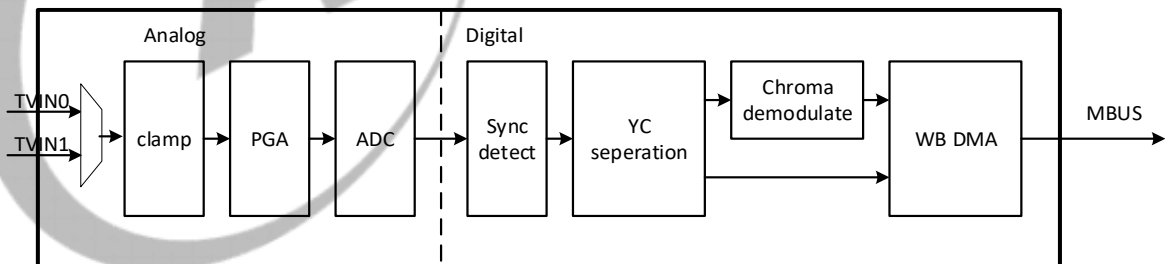 Analog
Digital
TVIN0
TVIN1
clamp
PGA
ADC
Sync
detect
YC
seperation
Chroma
demodulate
WB DMA
MBUS